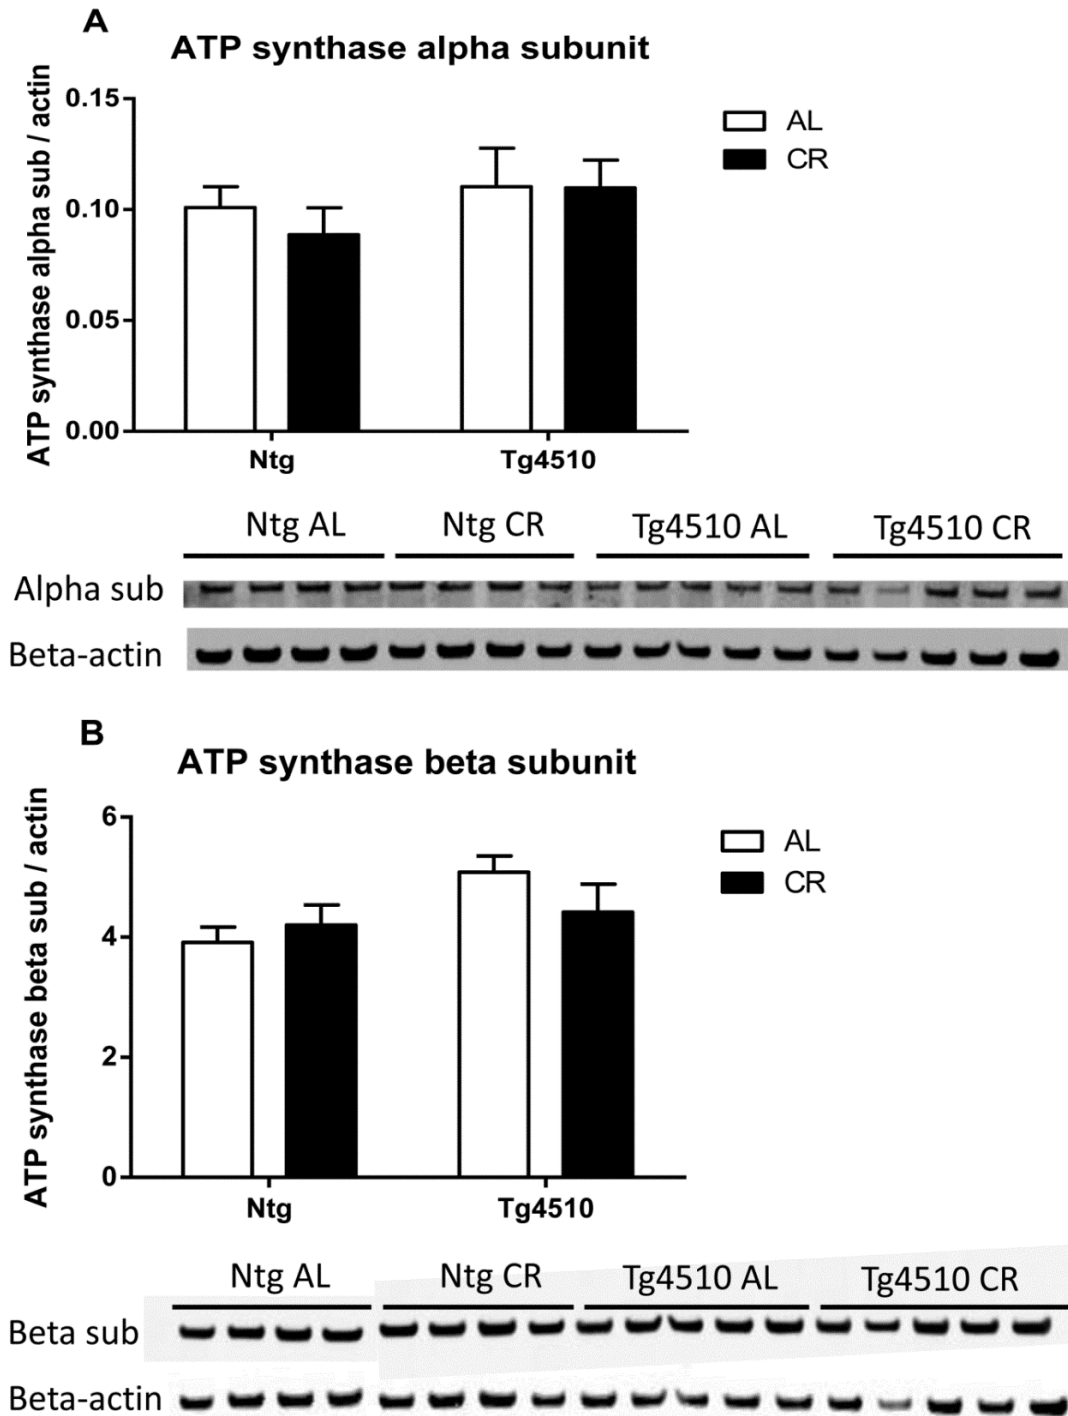 A
ATP synthase alpha subunit
ATP synthase alpha sub / actin
0.15
0.10
0.05
0.00
AL
CR
Ntg
Tg4510
Ntg AL
Ntg CR
Tg4510 AL
Tg4510 CR
Alpha sub
Beta-actin
B
ATP synthase beta subunit
ATP synthase beta sub / actin
6
4
2
0
AL
CR
Ntg
Tg4510
Ntg AL
Ntg CR
Tg4510 AL
Tg4510 CR
Beta sub
Beta-actin